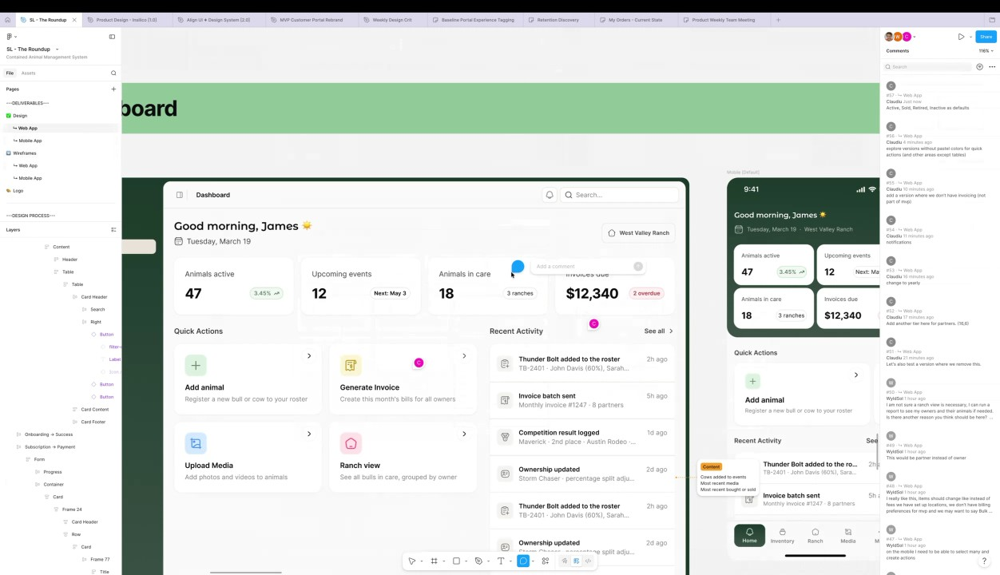 SL - The Roundup
Product Design - Insilico [1.0]
Align UI ✦ Design System [2.0]
MVP Customer Portal Rebrand
Weekly Design Crit
Baseline Portal Experience Tagging
Retention Discovery
My Orders - Current State
Product Weekly Team Meeting
SL - The Roundup
Contained Animal Management System
File
Assets
Pages
---DELIVERABLES---
Design
↪ Web App
↪ Mobile App
Wireframes
↪ Web App
↪ Mobile App
Logo
---DESIGN PROCESS---
Layers
Content
Header
Table
Table
Card Header
Search
Right
Button
filter-
Label
Button
Button
Card Content
Card Footer
Onboarding → Success
Subscription → Payment
Form
Progress
Container
Card
Frame 24
Card Header
Row
Card
Frame 77
Title
board
Dashboard
Search...
Good morning, James ☀️
Tuesday, March 19
West Valley Ranch
Add a comment
Animals active
47
3.45%
Upcoming events
12
Next: May 3
Animals in care
18
3 ranches
Invoices due
$12,340
2 overdue
C
C
Quick Actions
Add animal
Register a new bull or cow to your roster
Generate Invoice
Create this month's bills for all owners
Upload Media
Add photos and videos to animals
Ranch view
See all bulls in care, grouped by owner
Recent Activity
See all
Thunder Bolt added to the roster
2h ago
TB-2401 · John Davis (60%), Sarah...
Invoice batch sent
5h ago
Monthly invoice #1247 · 8 partners
Competition result logged
1d ago
Maverick · 2nd place · Austin Rodeo ·...
Ownership updated
2d ago
Storm Chaser · percentage split adju...
Thunder Bolt added to the roster
2h ago
TB-2401 · John Davis (60%), Sarah...
Ownership updated
2d ago
Storm Chaser · percentage split adju...
Content
Cows added to events
Most recent media
Most recent bought or sold
Mobile (Default)
9:41
Good morning, James ☀️
Tuesday, March 19 · West Valley Ranch
Animals active
47
3.45%
Upcoming events
12
Next: May
Animals in care
18
3 ranches
Invoices due
$12,340
Quick Actions
Add animal
Register a new bull or cow to your roster
Recent Activity
See
Thunder Bolt added to the ro...
2h
TB-2401 · John Davis (60%), Sarah
Invoice batch sent
5h
Monthly Invoice #1247 · 8 partners
Home
Inventory
Ranch
Media
M
W
C
Share
Comments
116%
Search
C
#57 · ↪ Web App
Claudiu Just now
Active, Sold, Retired, Inactive as defaults
C
#56 · ↪ Web App
Claudiu 4 minutes ago
explore versions without pastel colors for quick
actions (and other areas except tables)
C
#55 · ↪ Web App
Claudiu 10 minutes ago
add a version where we don't have invoicing (not
part of mvp)
C
#54 · ↪ Web App
Claudiu 11 minutes ago
notifications
C
#53 · ↪ Web App
Claudiu 16 minutes ago
change to yearly
C
#52 · ↪ Web App
Claudiu 17 minutes ago
Add another tier here for partners. (16,6)
C
#51 · ↪ Web App
Claudiu 21 minutes ago
Let's also test a version where we remove this.
W
#50 · ↪ Web App
WyldSol 1 hour ago
I am not sure a ranch view is necessary, I can run a
report to see my owners and their animals if needed.
Is there another reason you think should be here? ...
W
#49 · ↪ Web App
WyldSol 1 hour ago
This would be partner instead of owner
W
#48 · ↪ Web App
WyldSol 1 hour ago
I really like this, items should change like instead of
fees we have set up locations, we don't have billing
preferences for mvp and we may want to say Bulk ...
W
#47 · ↪ Web App
WyldSol 1 hour ago
on the mobile I need to be able to select many and
create actions
?